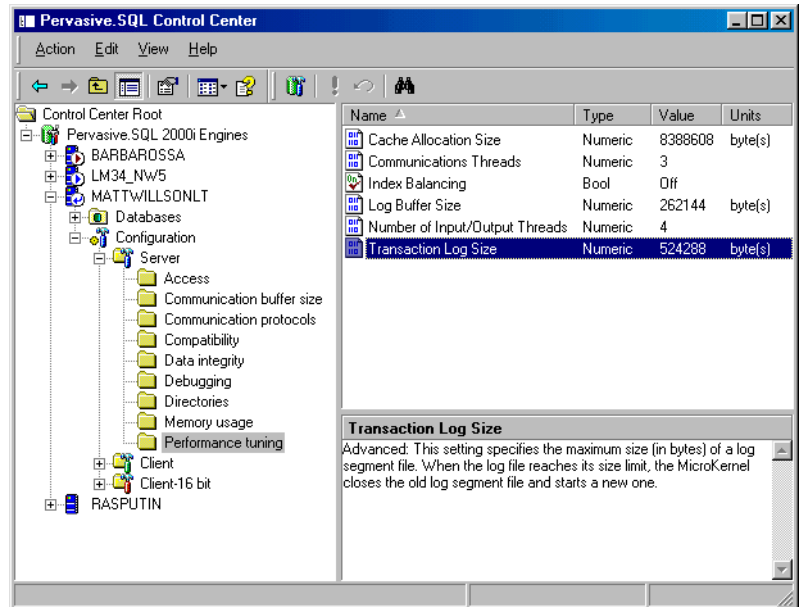 Pervasive.SQL Control Center
Action Edit View Help
Control Center Root
Pervasive.SQL 2000i Engines
BARBAROSSA
LM34_NW5
MATTWILLSONLT
Databases
Configuration
Server
Access
Communication buffer size
Communication protocols
Compatibility
Data integrity
Debugging
Directories
Memory usage
Performance tuning
Client
Client-16 bit
RASPUTIN
Name Type Value Units
Cache Allocation Size Numeric 8388608 byte(s)
Communications Threads Numeric 3
Index Balancing Bool Off
Log Buffer Size Numeric 262144 byte(s)
Number of Input/Output Threads Numeric 4
Transaction Log Size Numeric 524288 byte(s)
Transaction Log Size
Advanced: This setting specifies the maximum size (in bytes) of a log
segment file. When the log file reaches its size limit, the MicroKernel
closes the old log segment file and starts a new one.